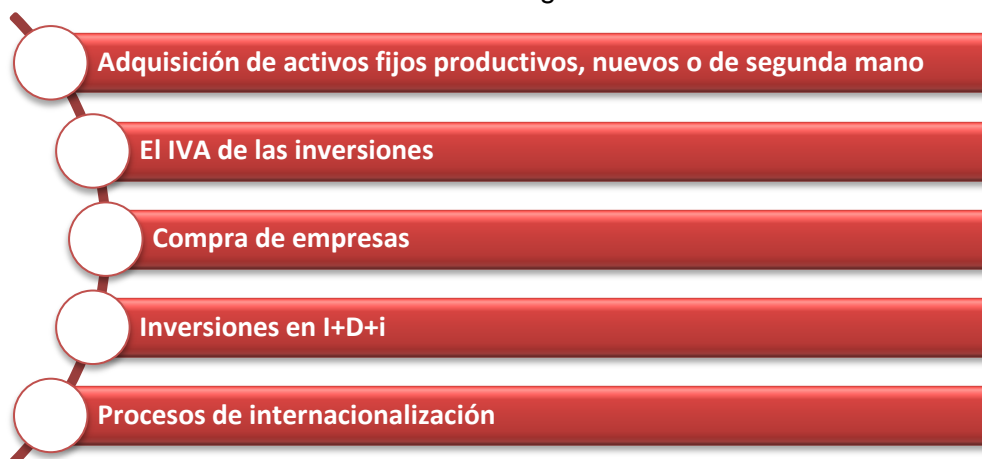 Adquisición de activos fijos productivos, nuevos o de segunda mano
El IVA de las inversiones
Compra de empresas
Inversiones en I+D+i
Procesos de internacionalización